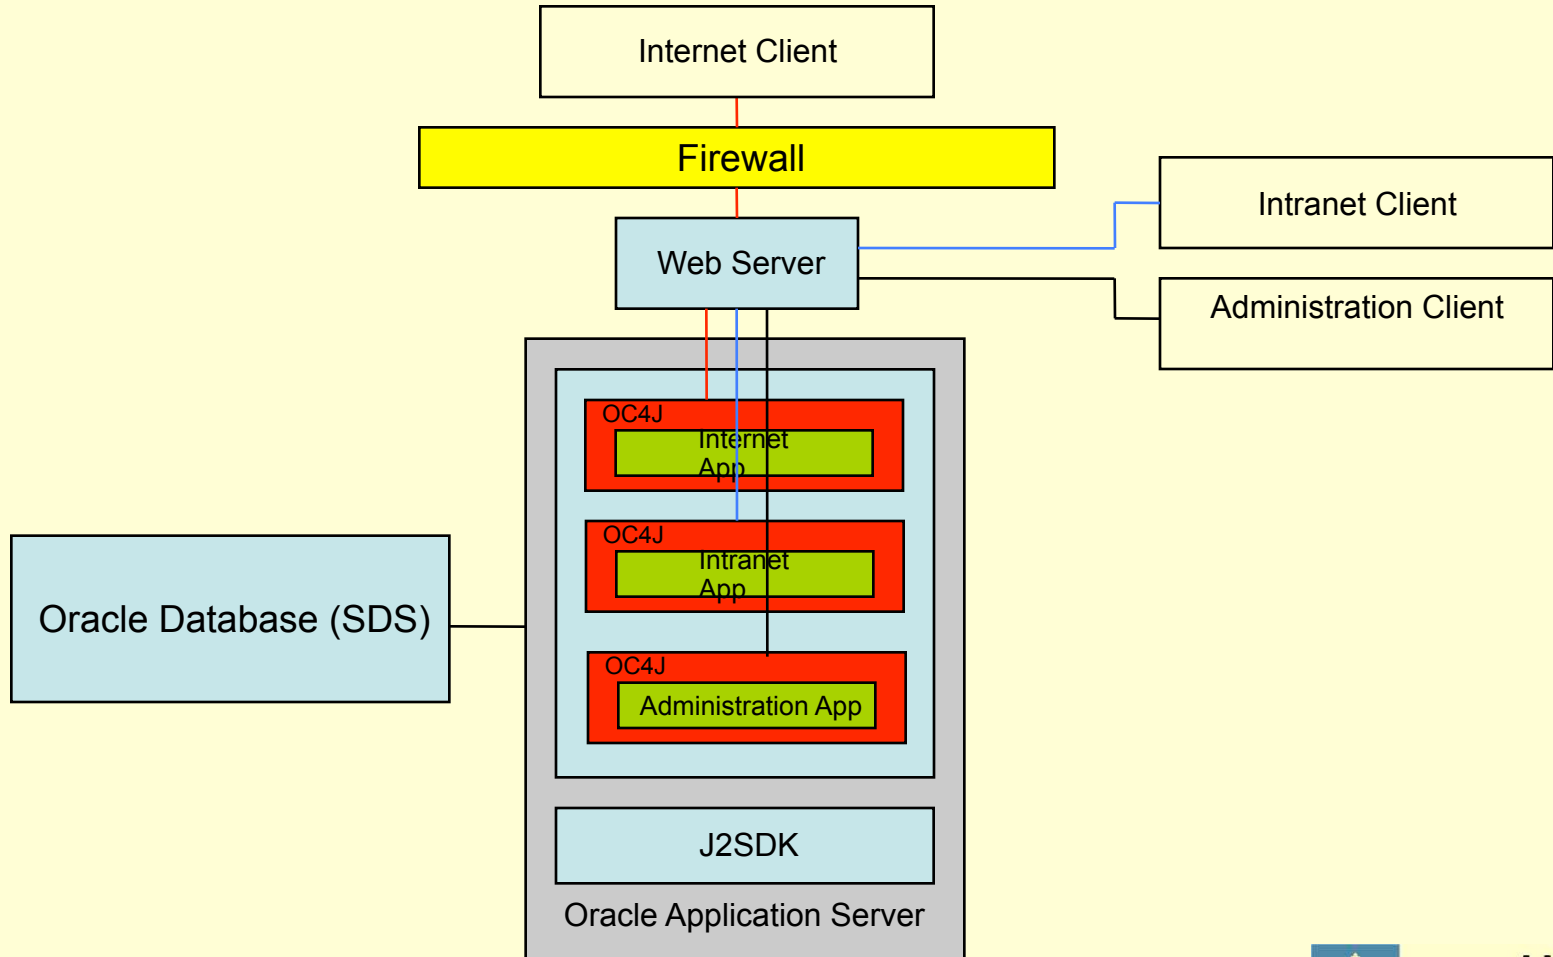 Internet Client
Firewall
Intranet Client
Web Server
Administration Client
OC4J
Internet
App
OC4J
Intranet
App
Oracle Database (SDS)
OC4J
Administration App
J2SDK
Oracle Application Server